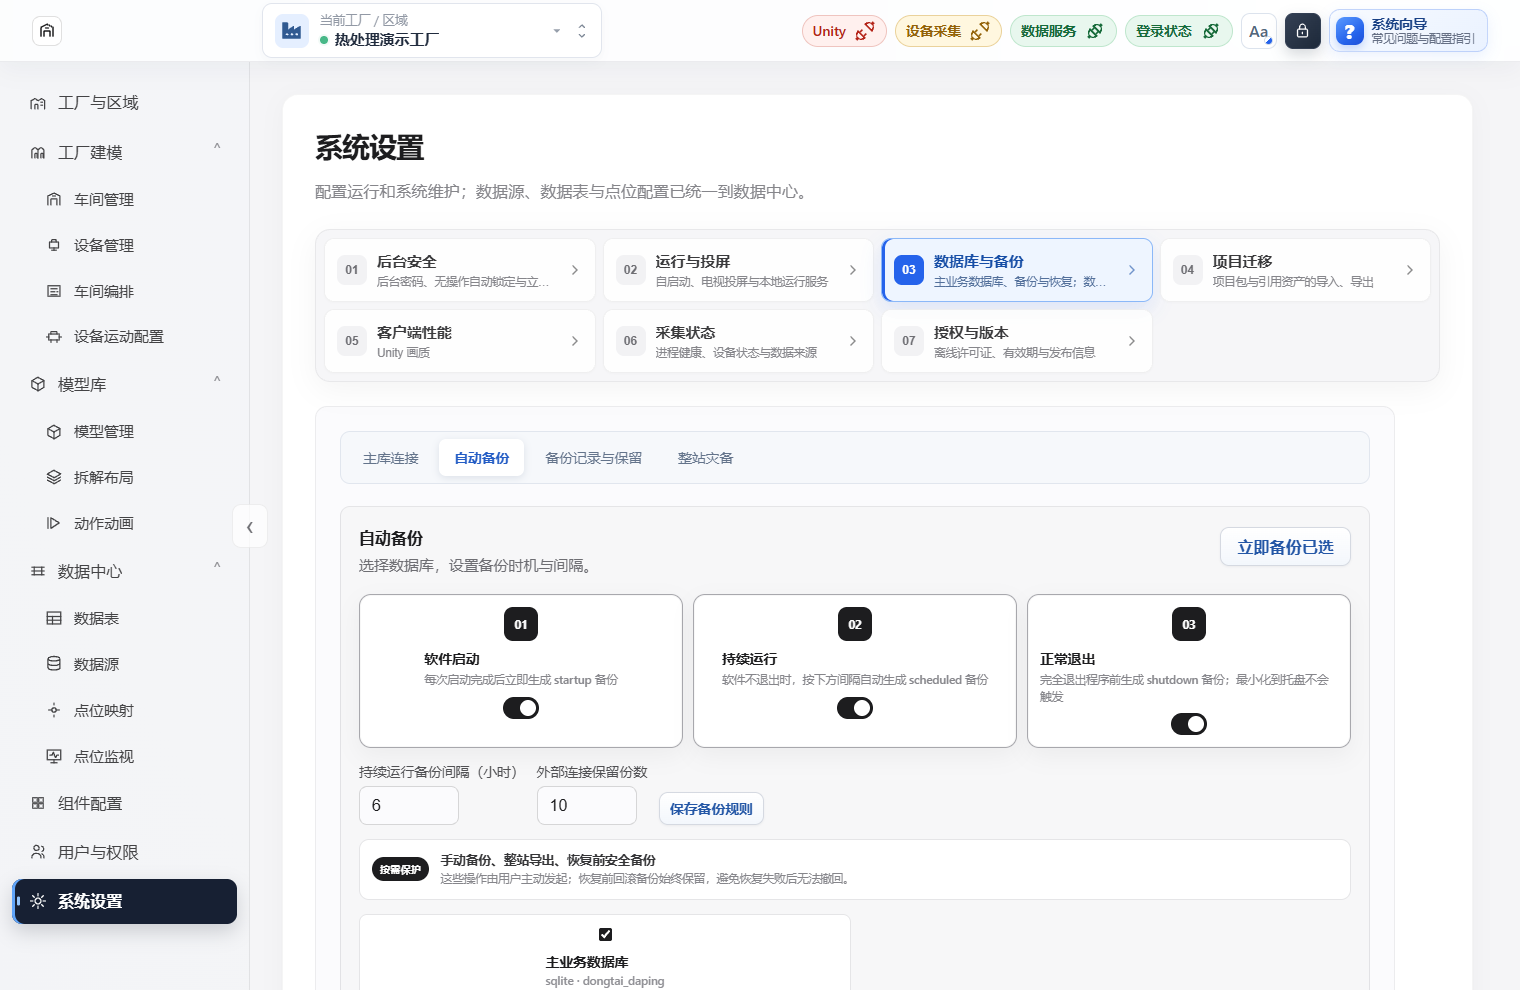 当前工厂 / 区域
热处理演示工厂
Unity
设备采集
数据服务
登录状态
Aa
?
系统向导
常见问题与配置指引
工厂与区域
工厂建模
车间管理
设备管理
车间编排
设备运动配置
模型库
模型管理
拆解布局
动作动画
数据中心
数据表
数据源
点位映射
点位监视
组件配置
用户与权限
系统设置
系统设置
配置运行和系统维护；数据源、数据表与点位配置已统一到数据中心。
01
后台安全
后台密码、无操作自动锁定与立...
02
运行与投屏
自启动、电视投屏与本地运行服务
03
数据库与备份
主业务数据库、备份与恢复；数...
04
项目迁移
项目包与引用资产的导入、导出
05
客户端性能
Unity 画质
06
采集状态
进程健康、设备状态与数据来源
07
授权与版本
离线许可证、有效期与发布信息
主库连接
自动备份
备份记录与保留
整站灾备
自动备份
选择数据库，设置备份时机与间隔。
立即备份已选
01
软件启动
每次启动完成后立即生成 startup 备份
02
持续运行
软件不退出时，按下方间隔自动生成 scheduled 备份
03
正常退出
完全退出程序前生成 shutdown 备份；最小化到托盘不会
触发
持续运行备份间隔（小时）
6
外部连接保留份数
10
保存备份规则
按需保护
手动备份、整站导出、恢复前安全备份
这些操作由用户主动发起；恢复前回滚备份始终保留，避免恢复失败后无法撤回。
主业务数据库
sqlite · dongtai_daping